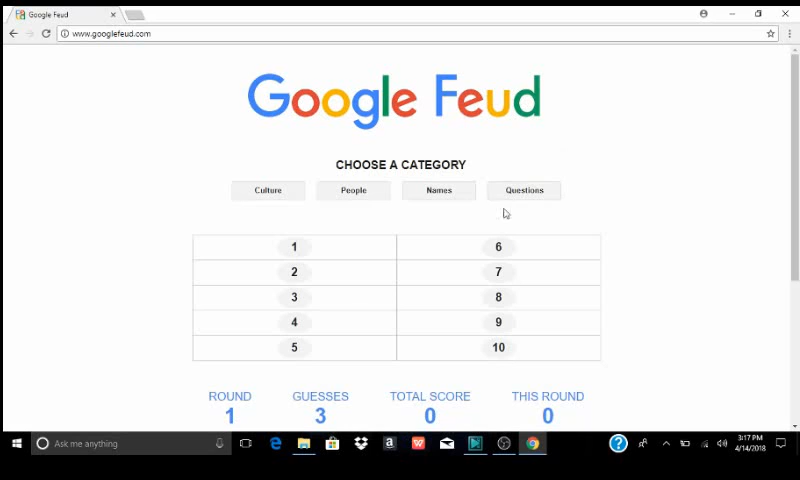 Google Feud
www.googlefeud.com
Google Feud
CHOOSE A CATEGORY
Culture People Names Questions
1 6
2 7
3 8
4 9
5 10
ROUND GUESSES TOTAL SCORE THIS ROUND
1 3 0 0
Ask me anything
3:17 PM
4/14/2018